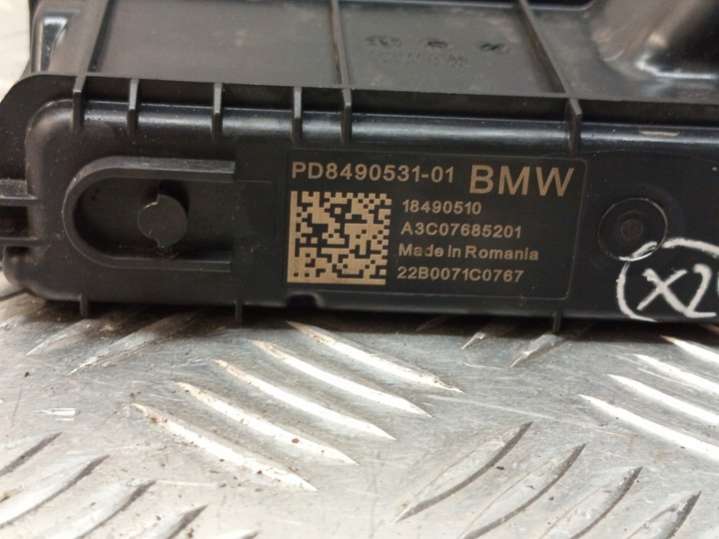 PD8490531-01 BMW
18490510
A3C07685201
Made in Romania
22B0071C0767